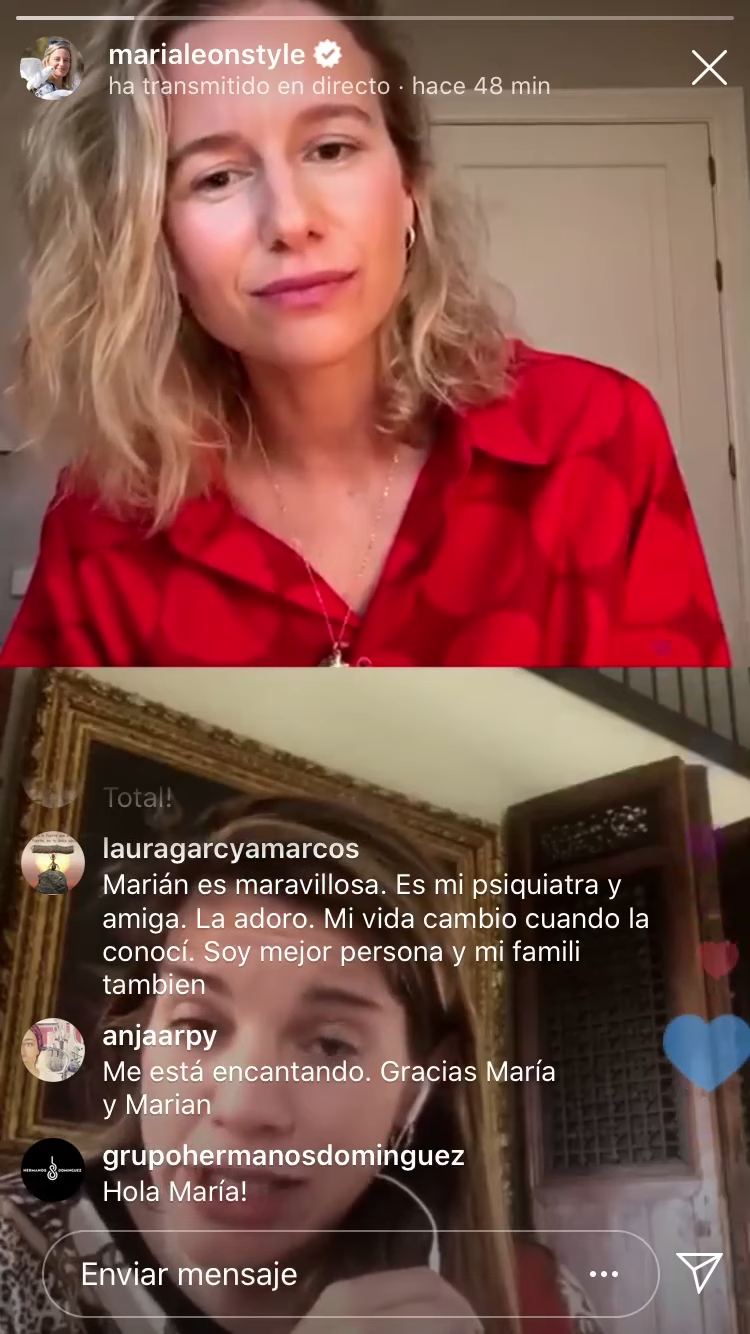 marialeonstyle
ha transmitido en directo · hace 48 min
Total!
lauragarcyamarcos
Marián es maravillosa. Es mi psiquiatra y
amiga. La adoro. Mi vida cambio cuando la
conocí. Soy mejor persona y mi famili
tambien
anjaarpy
Me está encantando. Gracias María
y Marian
HERMANOS DOMINGUEZ
grupohermanosdominguez
Hola María!
Enviar mensaje